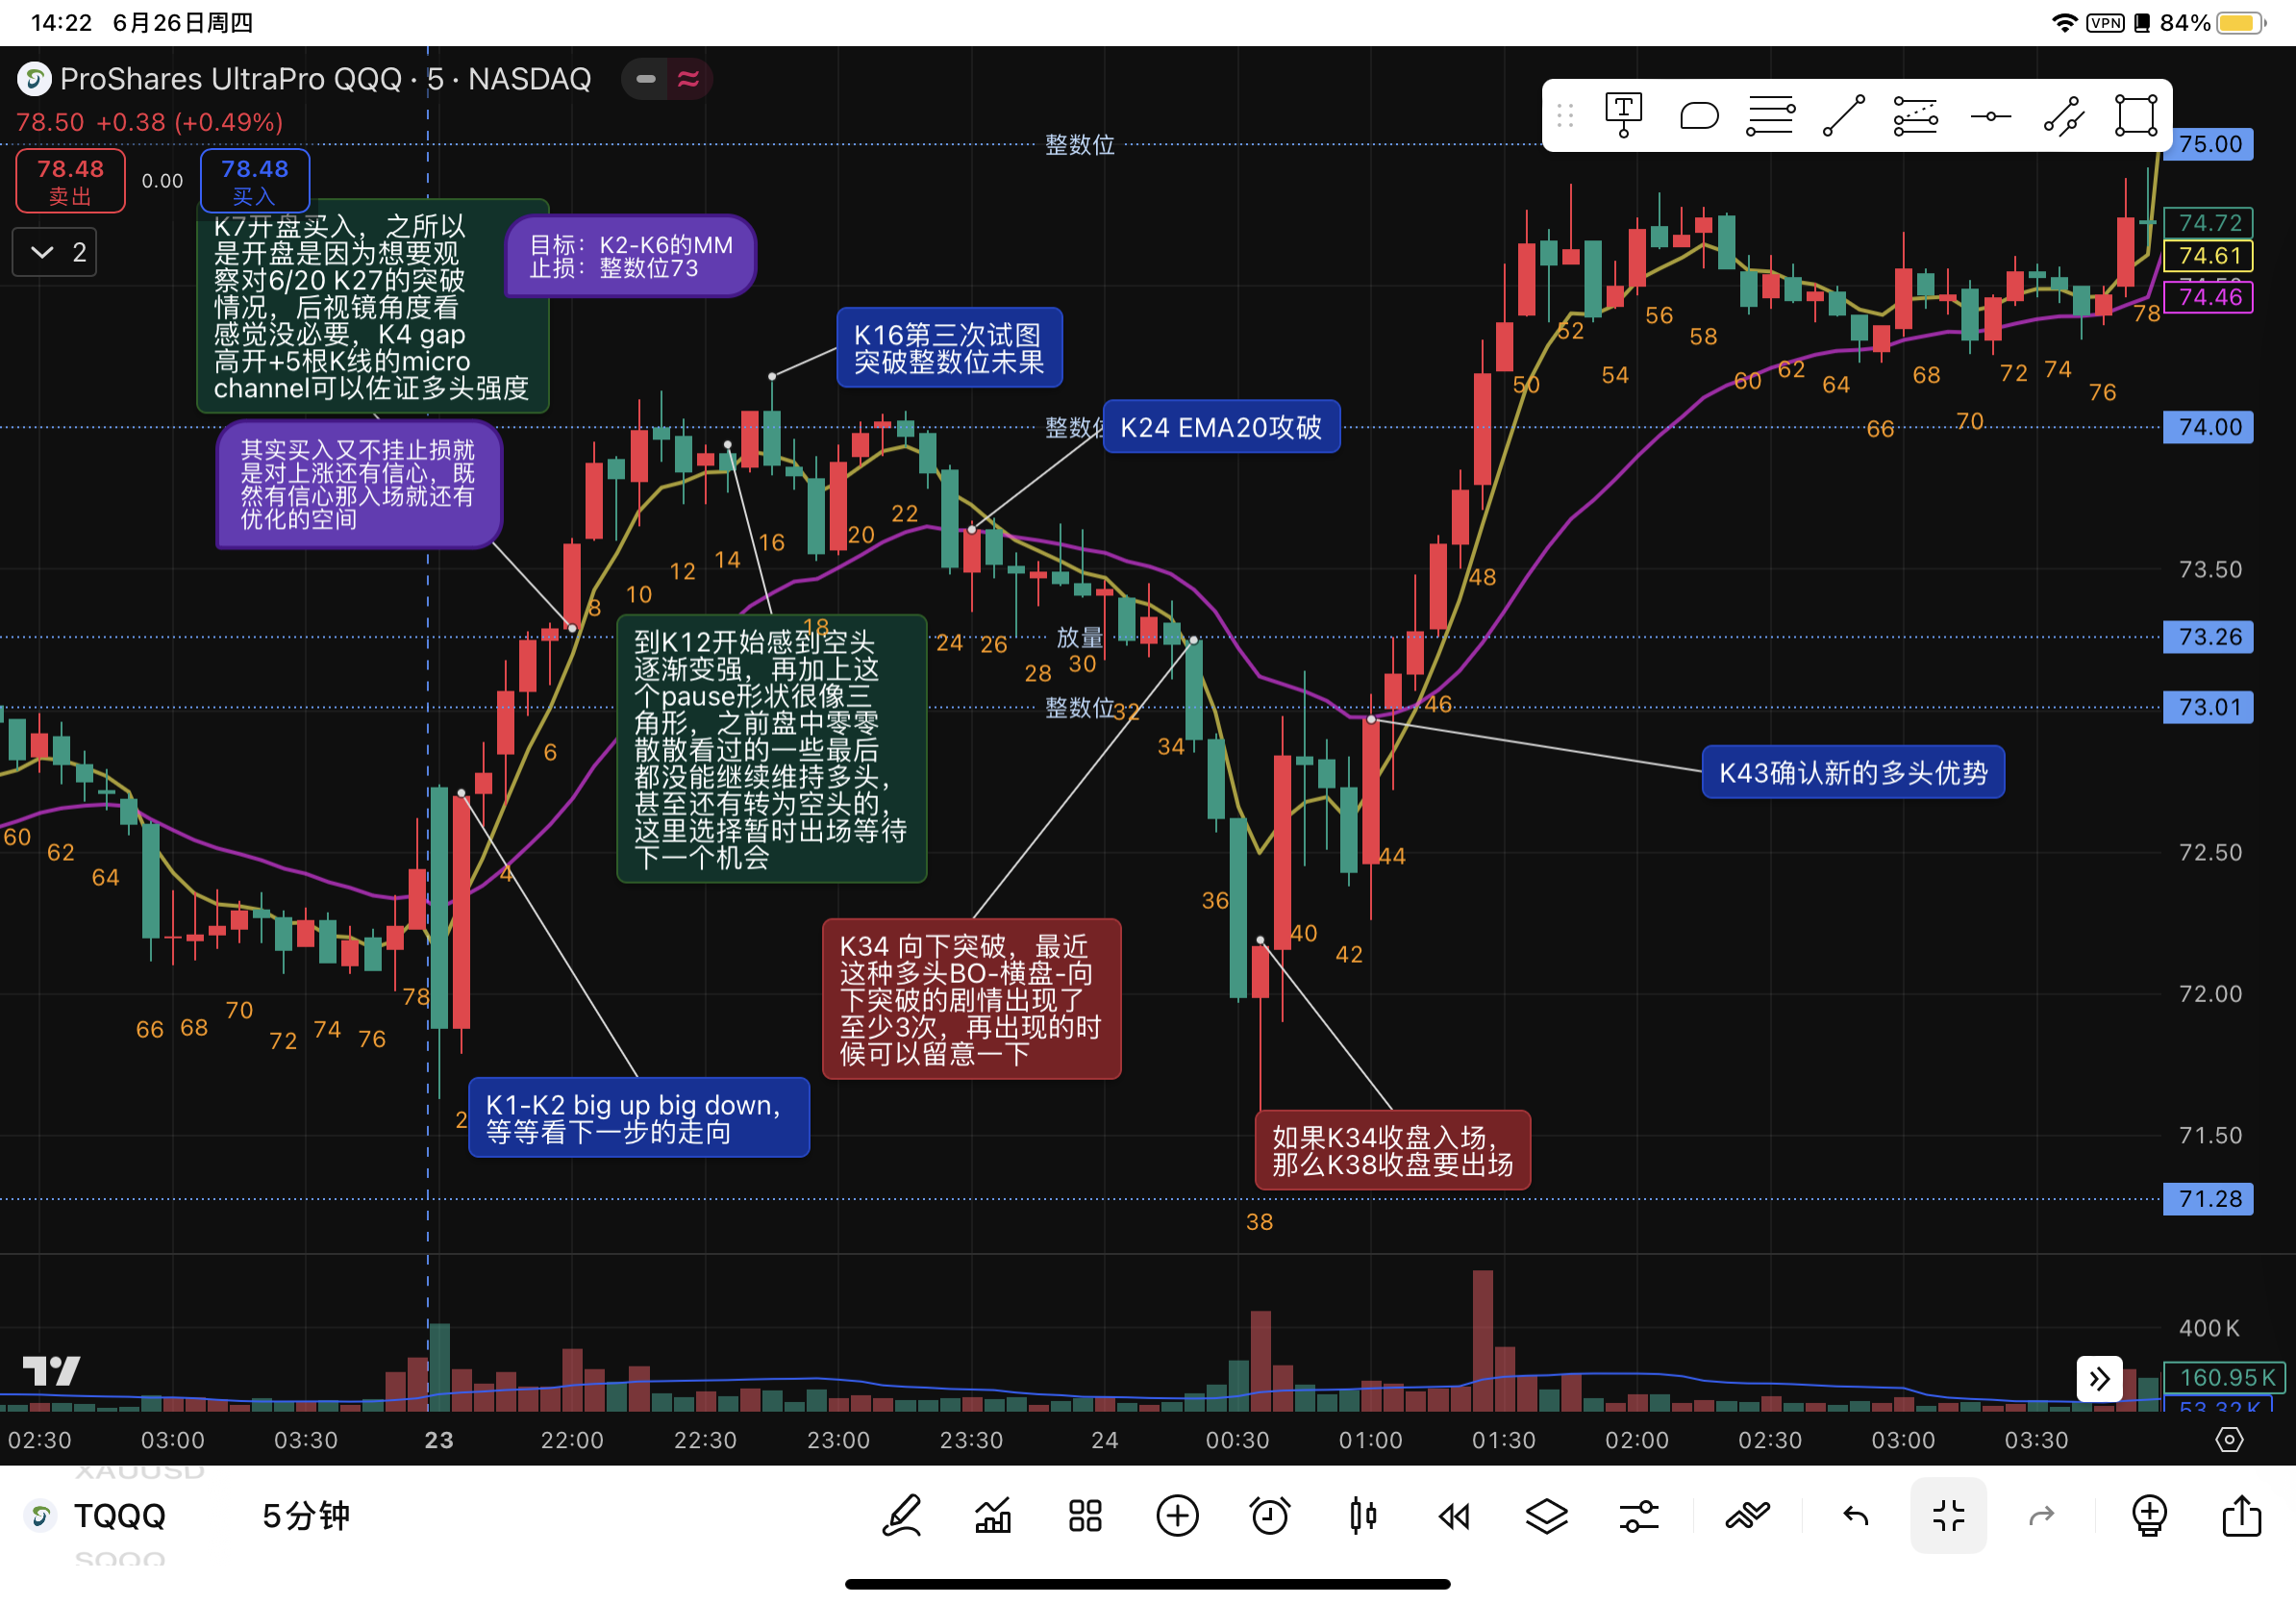 14:22 6月26日周四
VPN 84%
ProShares UltraPro QQQ · 5 · NASDAQ
78.50 +0.38 (+0.49%)
78.48
卖出
0.00
78.48
买入
2
K7开盘买入，之所以
是开盘是因为想要观
察对6/20 K27的突破
情况，后视镜角度看
感觉没必要，K4 gap
高开+5根K线的micro
channel可以佐证多头强度
目标：K2-K6的MM
止损：整数位73
其实买入又不挂止损就
是对上涨还有信心，既
然有信心那入场就还有
优化的空间
K16第三次试图
突破整数位未果
K24 EMA20攻破
到K12开始感到空头
逐渐变强，再加上这
个pause形状很像三
角形，之前盘中零零
散散看过的一些最后
都没能继续维持多头，
甚至还有转为空头的，
这里选择暂时出场等待
下一个机会
K43确认新的多头优势
K34 向下突破，最近
这种多头BO-横盘-向
下突破的剧情出现了
至少3次，再出现的时
候可以留意一下
K1-K2 big up big down，
等等看下一步的走向
如果K34收盘入场，
那么K38收盘要出场
整数位
整数位
放量
整数位
60
62
64
66
68
70
72
74
76
78
2
4
6
8
10
12
14
16
18
20
22
24
26
28
30
32
34
36
38
40
42
44
46
48
50
52
54
56
58
60
62
64
66
68
70
72
74
76
78
75.00
74.72
74.61
74.46
74.00
73.50
73.26
73.01
72.50
72.00
71.50
71.28
400K
160.95K
53.32K
02:30 03:00 03:30 23 22:00 22:30 23:00 23:30 24 00:30 01:00 01:30 02:00 02:30 03:00 03:30
XAUUSD
TQQQ 5分钟
SQQQ